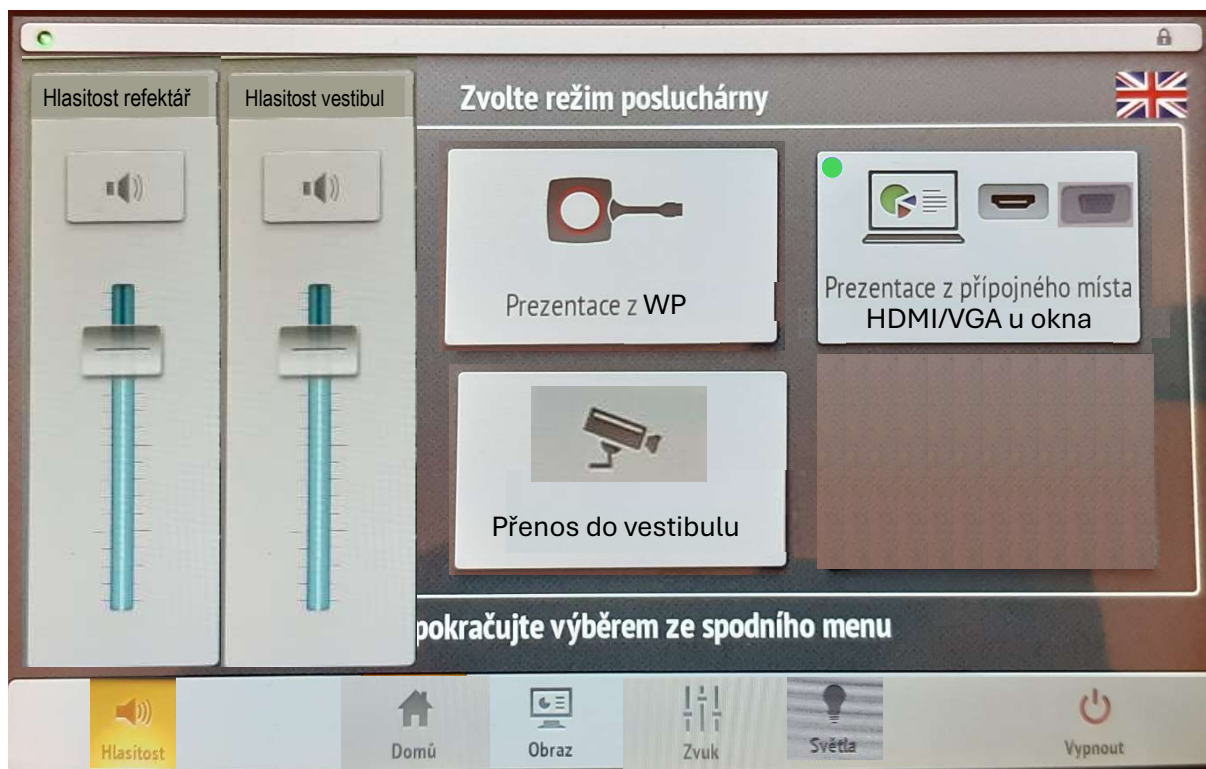 Hlasitost refektář
Hlasitost vestibul
Zvolte režim posluchárny
Prezentace z WP
Prezentace z přípojného místa
HDMI/VGA u okna
Přenos do vestibulu
pokračujte výběrem ze spodního menu
Hlasitost
Domů
Obraz
Zvuk
Světla
Vypnout